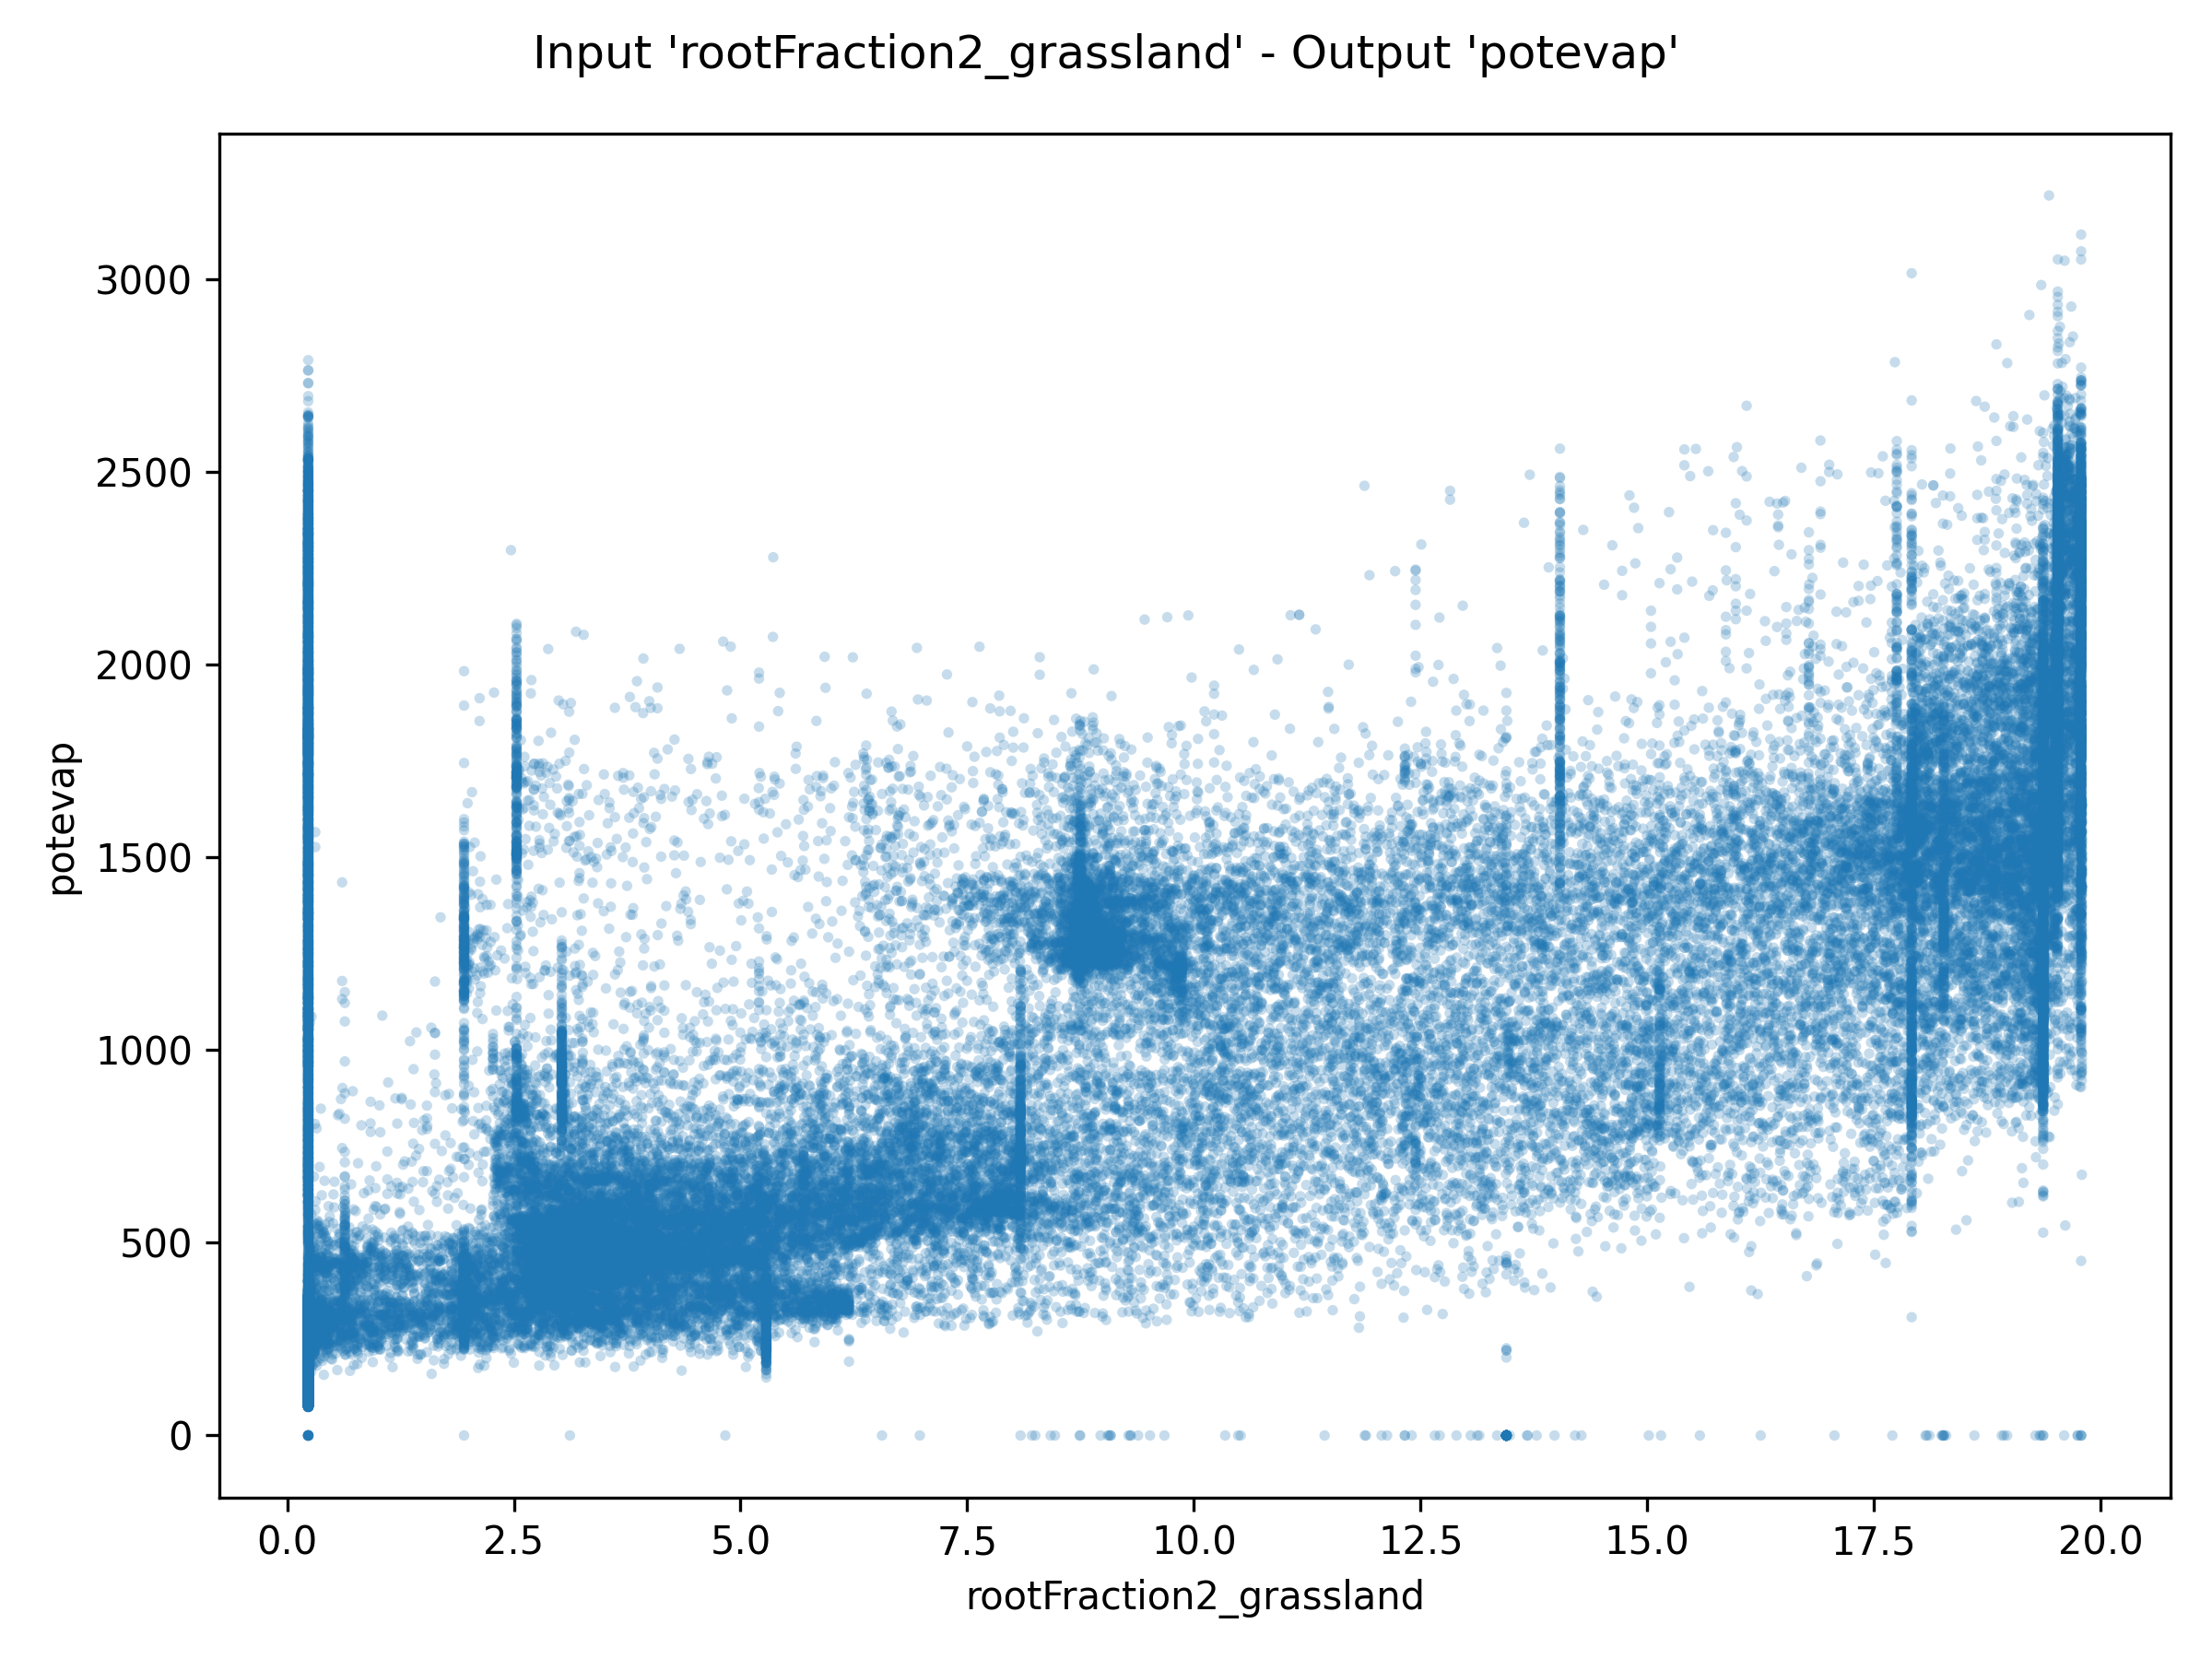 Input 'rootFraction2_grassland' - Output 'potevap'
3000
2500
2000
1500
1000
500
0
potevap
0.0 2.5 5.0 7.5 10.0 12.5 15.0 17.5 20.0
rootFraction2_grassland